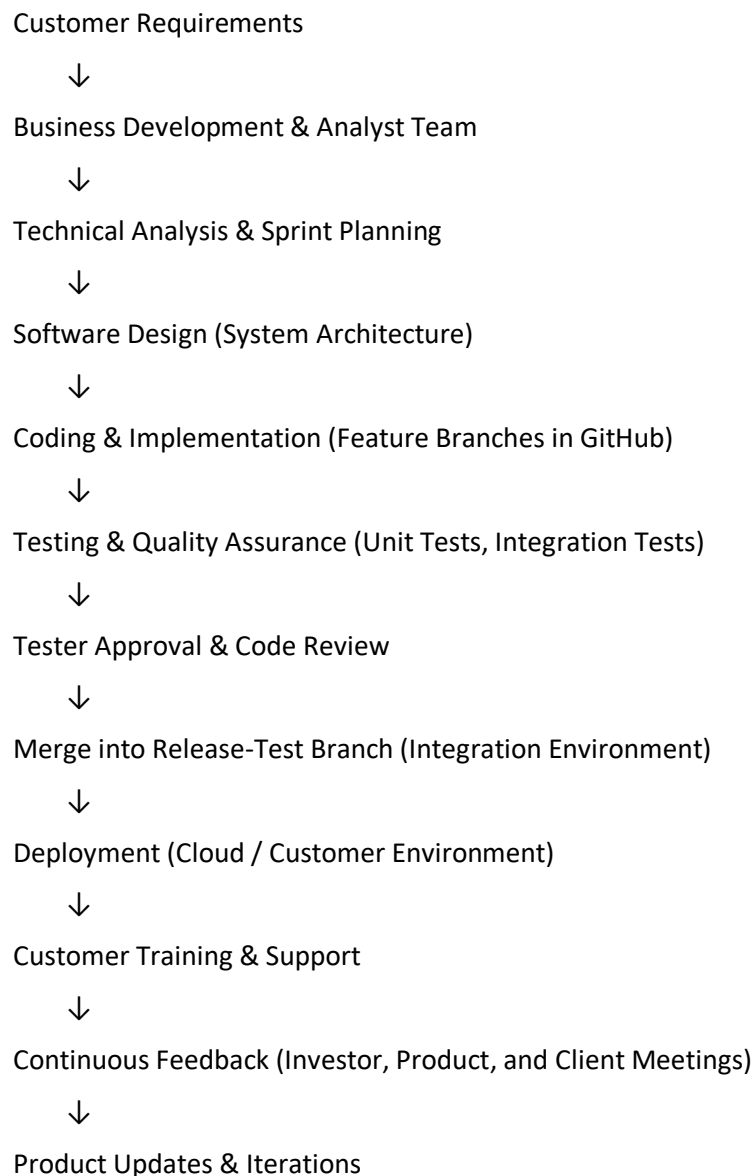 Customer Requirements
↓
Business Development & Analyst Team
↓
Technical Analysis & Sprint Planning
↓
Software Design (System Architecture)
↓
Coding & Implementation (Feature Branches in GitHub)
↓
Testing & Quality Assurance (Unit Tests, Integration Tests)
↓
Tester Approval & Code Review
↓
Merge into Release-Test Branch (Integration Environment)
↓
Deployment (Cloud / Customer Environment)
↓
Customer Training & Support
↓
Continuous Feedback (Investor, Product, and Client Meetings)
↓
Product Updates & Iterations